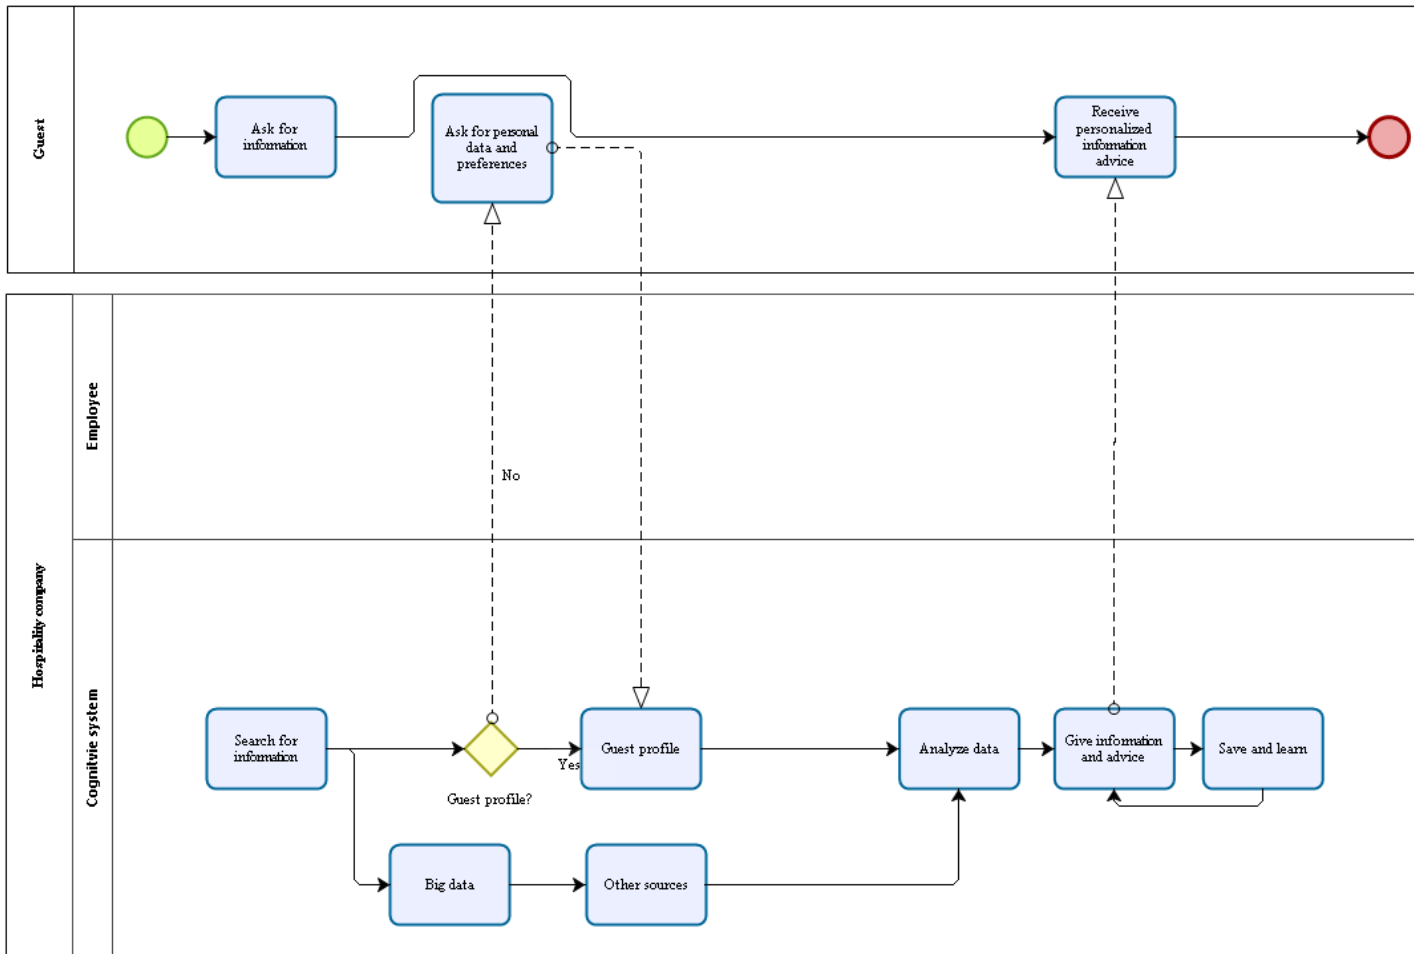 Guest
Ask for
information
Ask for personal
data and
preferences
Receive
personalized
information
advice
Hospitality company
Employee
No
Cognitvie system
Search for
information
Guest profile?
Yes
Guest profile
Analyze data
Give information
and advice
Save and learn
Big data
Other sources